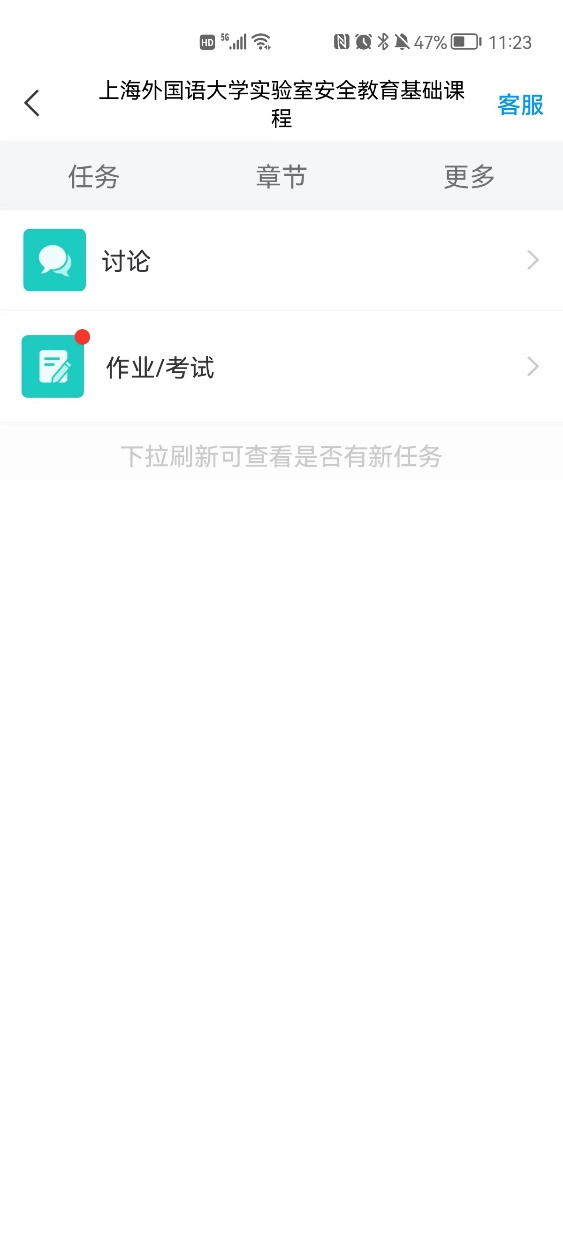 HD 5G 47% 11:23
上海外国语大学实验室安全教育基础课
程
客服
任务 章节 更多
讨论
作业/考试
下拉刷新可查看是否有新任务